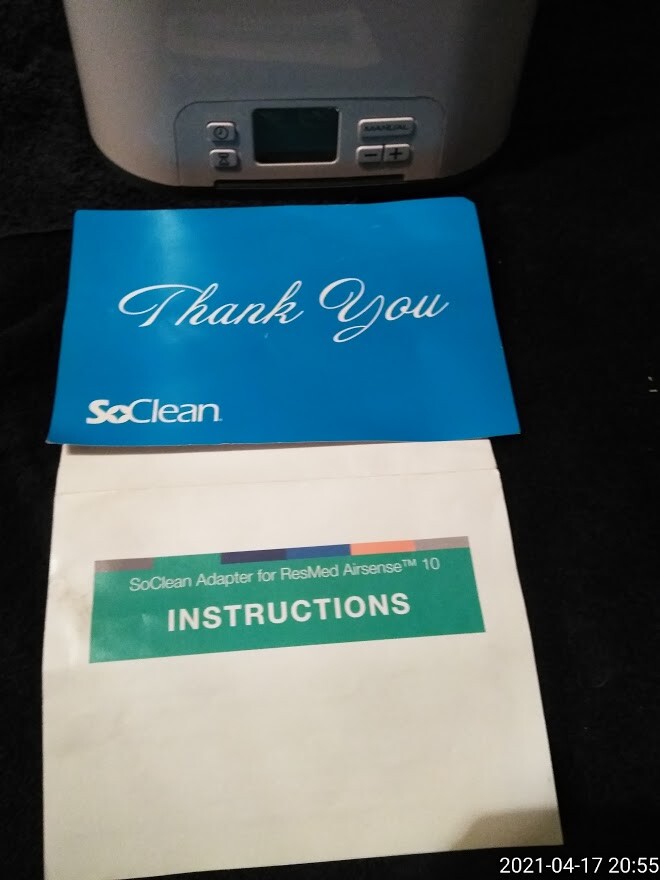 MANUAL
Thank You
SoClean
SoClean Adapter for ResMed Airsense™ 10
INSTRUCTIONS
2021-04-17 20:55